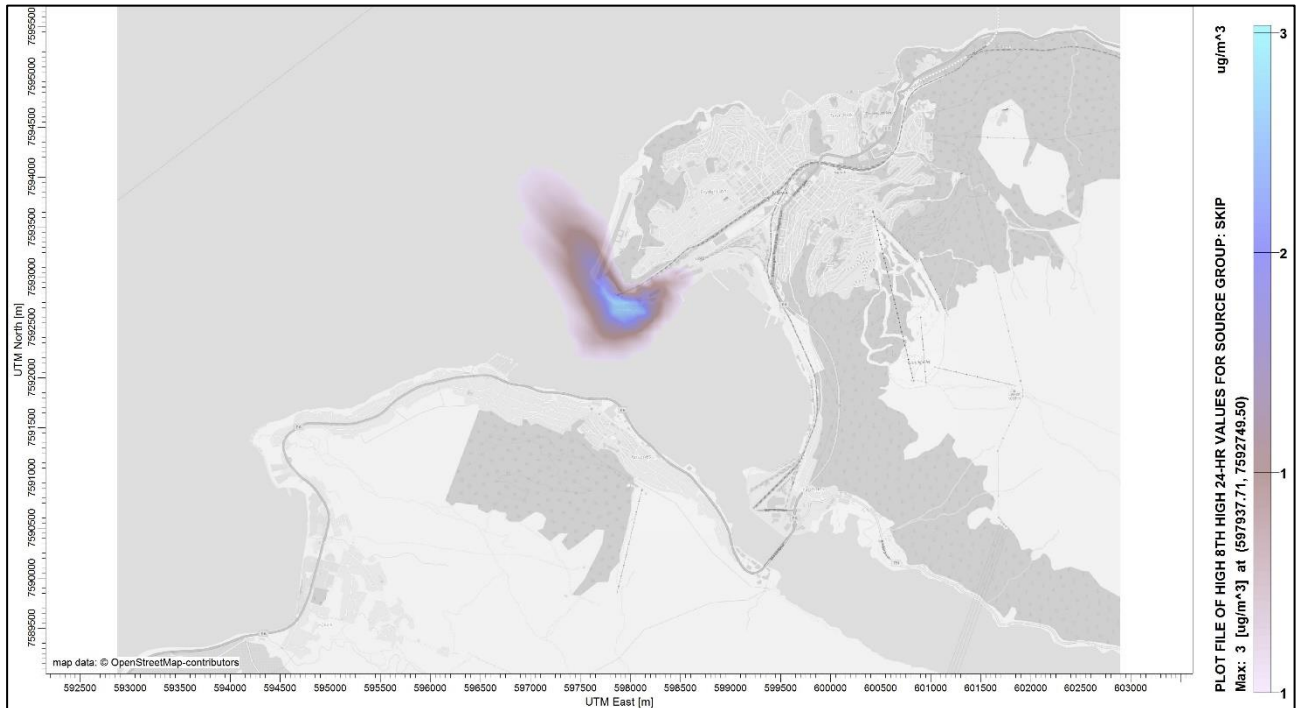 7595500
7595000
7594500
7594000
7593500
7593000
7592500
7592000
7591500
7591000
7590500
7590000
7589500
UTM North [m]
map data: © OpenStreetMap-contributors
592500 593000 593500 594000 594500 595000 595500 596000 596500 597000 597500 598000 598500 599000 599500 600000 600500 601000 601500 602000 602500 603000
UTM East [m]
PLOT FILE OF HIGH 8TH HIGH 24-HR VALUES FOR SOURCE GROUP: SKIP ug/m^3
Max: 3 [ug/m^3] at (597937.71, 7592749.50)
3
2
1
1